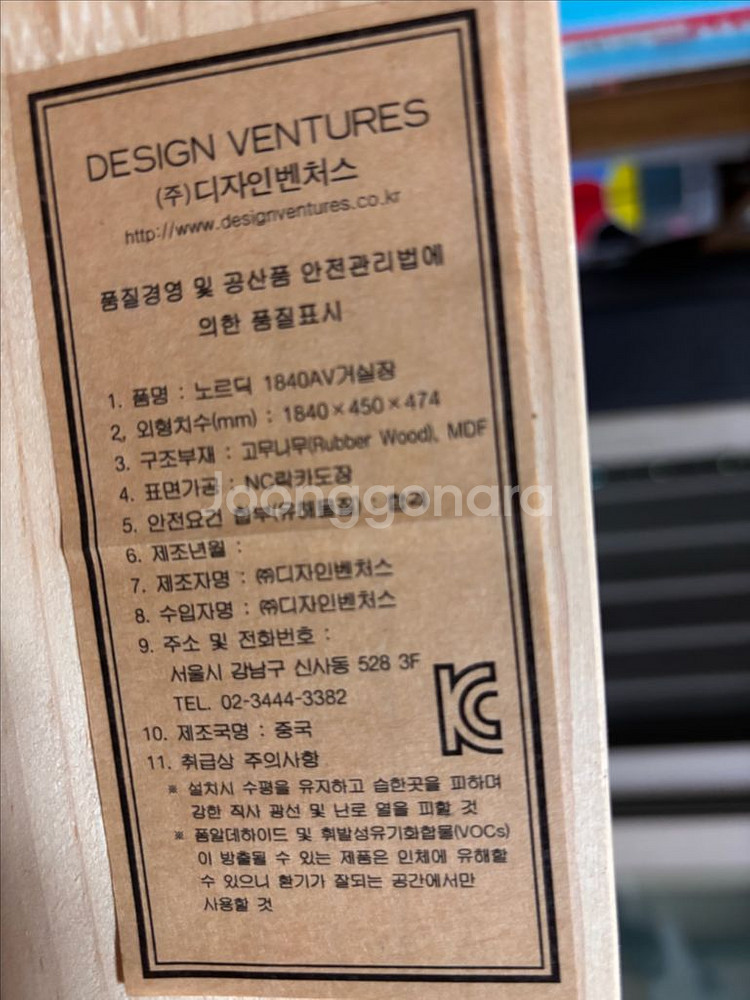 DESIGN VENTURES
(주)디자인벤처스
http://www.designventures.co.kr
품질경영 및 공산품 안전관리법에
의한 품질표시
1. 품명 : 노르딕 1840AV거실장
2, 외형치수(mm) : 1840×450×474
3. 구조부재 : 고무나무(Rubber Wood), MDF
4. 표면가공 : NC락카도장
Joonggonara
5. 안전요건 합부(유해물질) : 합격
6. 제조년월 :
7. 제조자명 : ㈜디자인벤처스
8. 수입자명 : ㈜디자인벤처스
9. 주소 및 전화번호 :
서울시 강남구 신사동 528 3F
TEL. 02-3444-3382
KC
10. 제조국명 : 중국
11. 취급상 주의사항
※ 설치시 수평을 유지하고 습한곳을 피하며
강한 직사 광선 및 난로 열을 피할 것
※ 폼알데하이드 및 휘발성유기화합물(VOCs)
이 방출될 수 있는 제품은 인체에 유해할
수 있으니 환기가 잘되는 공간에서만
사용할 것